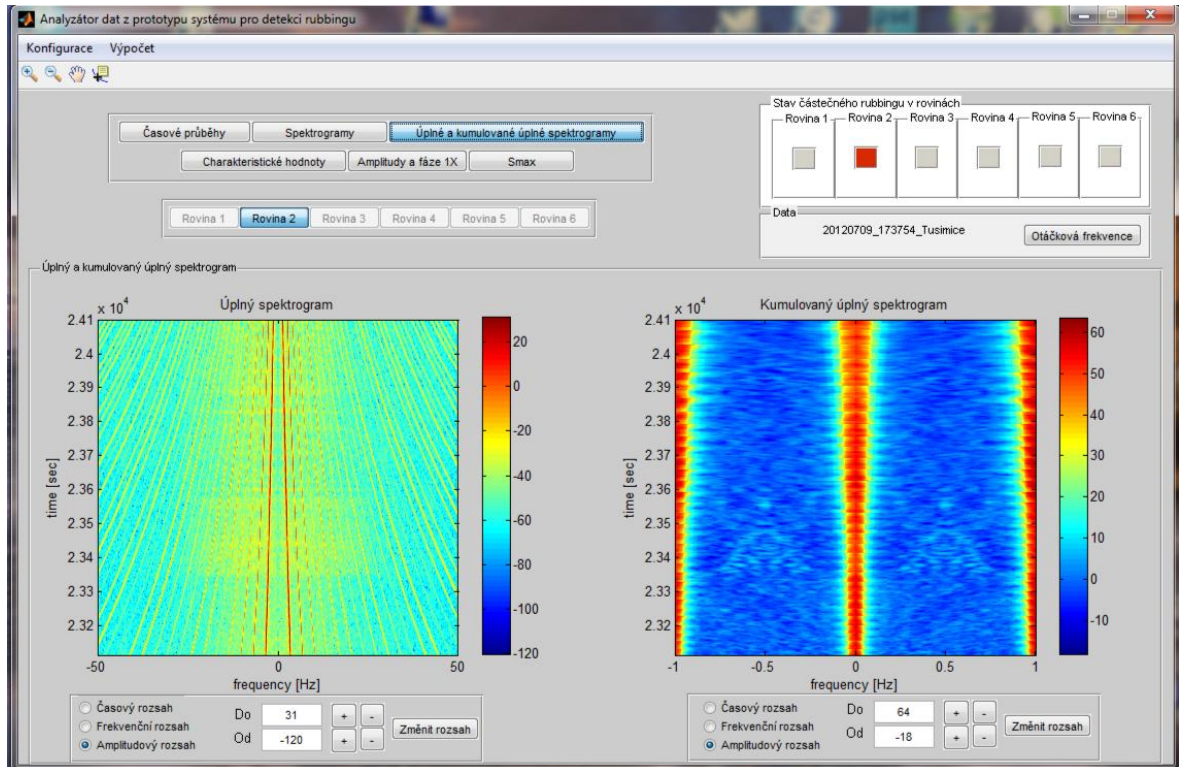 Analyzátor dat z prototypu systému pro detekci rubbingu
Konfigurace Výpočet
Časové průběhy Spektrogramy Úplné a kumulované úplné spektrogramy
Charakteristické hodnoty Amplitudy a fáze 1X Smax
Rovina 1 Rovina 2 Rovina 3 Rovina 4 Rovina 5 Rovina 6
Stav částečného rubbingu v rovinách
Rovina 1 Rovina 2 Rovina 3 Rovina 4 Rovina 5 Rovina 6
Data
20120709_173754_Tusimice Otáčková frekvence
Úplný a kumulovaný úplný spektrogram
x 10^4 Úplný spektrogram
2.41
2.4
2.39
2.38
2.37
2.36
2.35
2.34
2.33
2.32
time [sec]
-50 0 50
frequency [Hz]
20
0
-20
-40
-60
-80
-100
-120
x 10^4 Kumulovaný úplný spektrogram
2.41
2.4
2.39
2.38
2.37
2.36
2.35
2.34
2.33
2.32
time [sec]
-1 -0.5 0 0.5 1
frequency [Hz]
60
50
40
30
20
10
0
-10
Časový rozsah
Frekvenční rozsah
Amplitudový rozsah
Do 31 + -
Od -120 + -
Změnit rozsah
Časový rozsah
Frekvenční rozsah
Amplitudový rozsah
Do 64 + -
Od -18 + -
Změnit rozsah